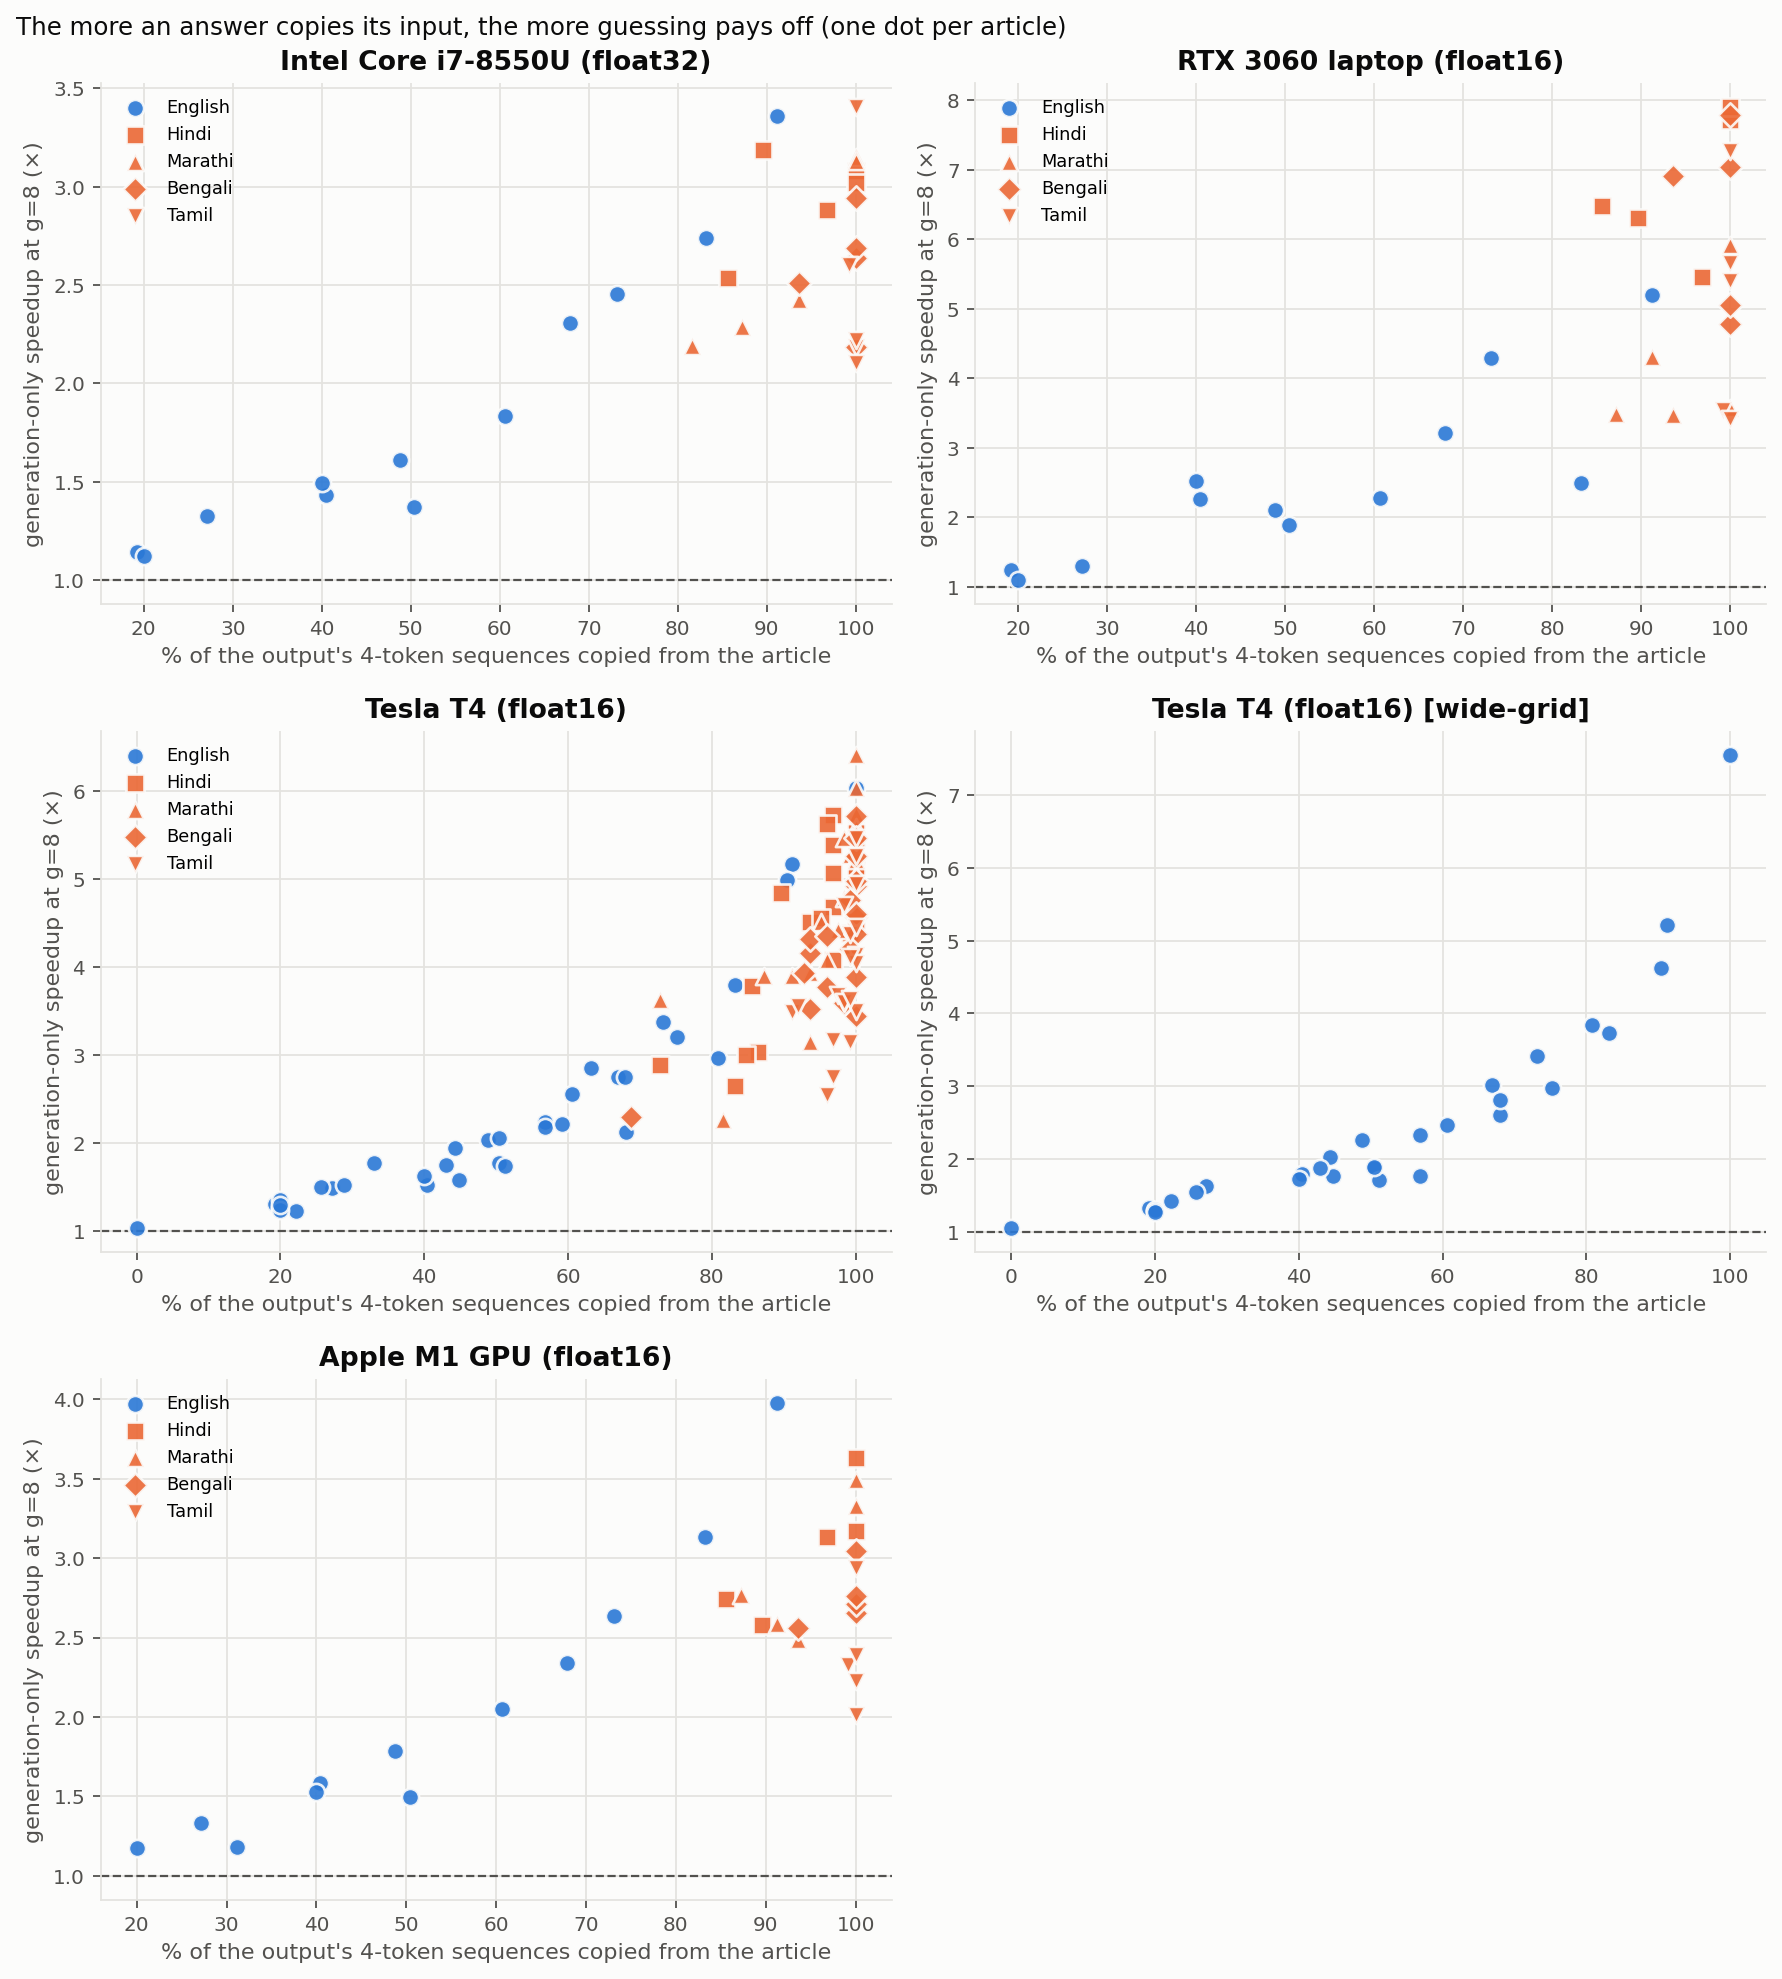 The more an answer copies its input, the more guessing pays off (one dot per article)
Intel Core i7-8550U (float32)
generation-only speedup at g=8 (×)
3.5
3.0
2.5
2.0
1.5
1.0
English
Hindi
Marathi
Bengali
Tamil
20 30 40 50 60 70 80 90 100
% of the output's 4-token sequences copied from the article
RTX 3060 laptop (float16)
generation-only speedup at g=8 (×)
8
7
6
5
4
3
2
1
English
Hindi
Marathi
Bengali
Tamil
20 30 40 50 60 70 80 90 100
% of the output's 4-token sequences copied from the article
Tesla T4 (float16)
generation-only speedup at g=8 (×)
6
5
4
3
2
1
English
Hindi
Marathi
Bengali
Tamil
0 20 40 60 80 100
% of the output's 4-token sequences copied from the article
Tesla T4 (float16) [wide-grid]
generation-only speedup at g=8 (×)
7
6
5
4
3
2
1
0 20 40 60 80 100
% of the output's 4-token sequences copied from the article
Apple M1 GPU (float16)
generation-only speedup at g=8 (×)
4.0
3.5
3.0
2.5
2.0
1.5
1.0
English
Hindi
Marathi
Bengali
Tamil
20 30 40 50 60 70 80 90 100
% of the output's 4-token sequences copied from the article